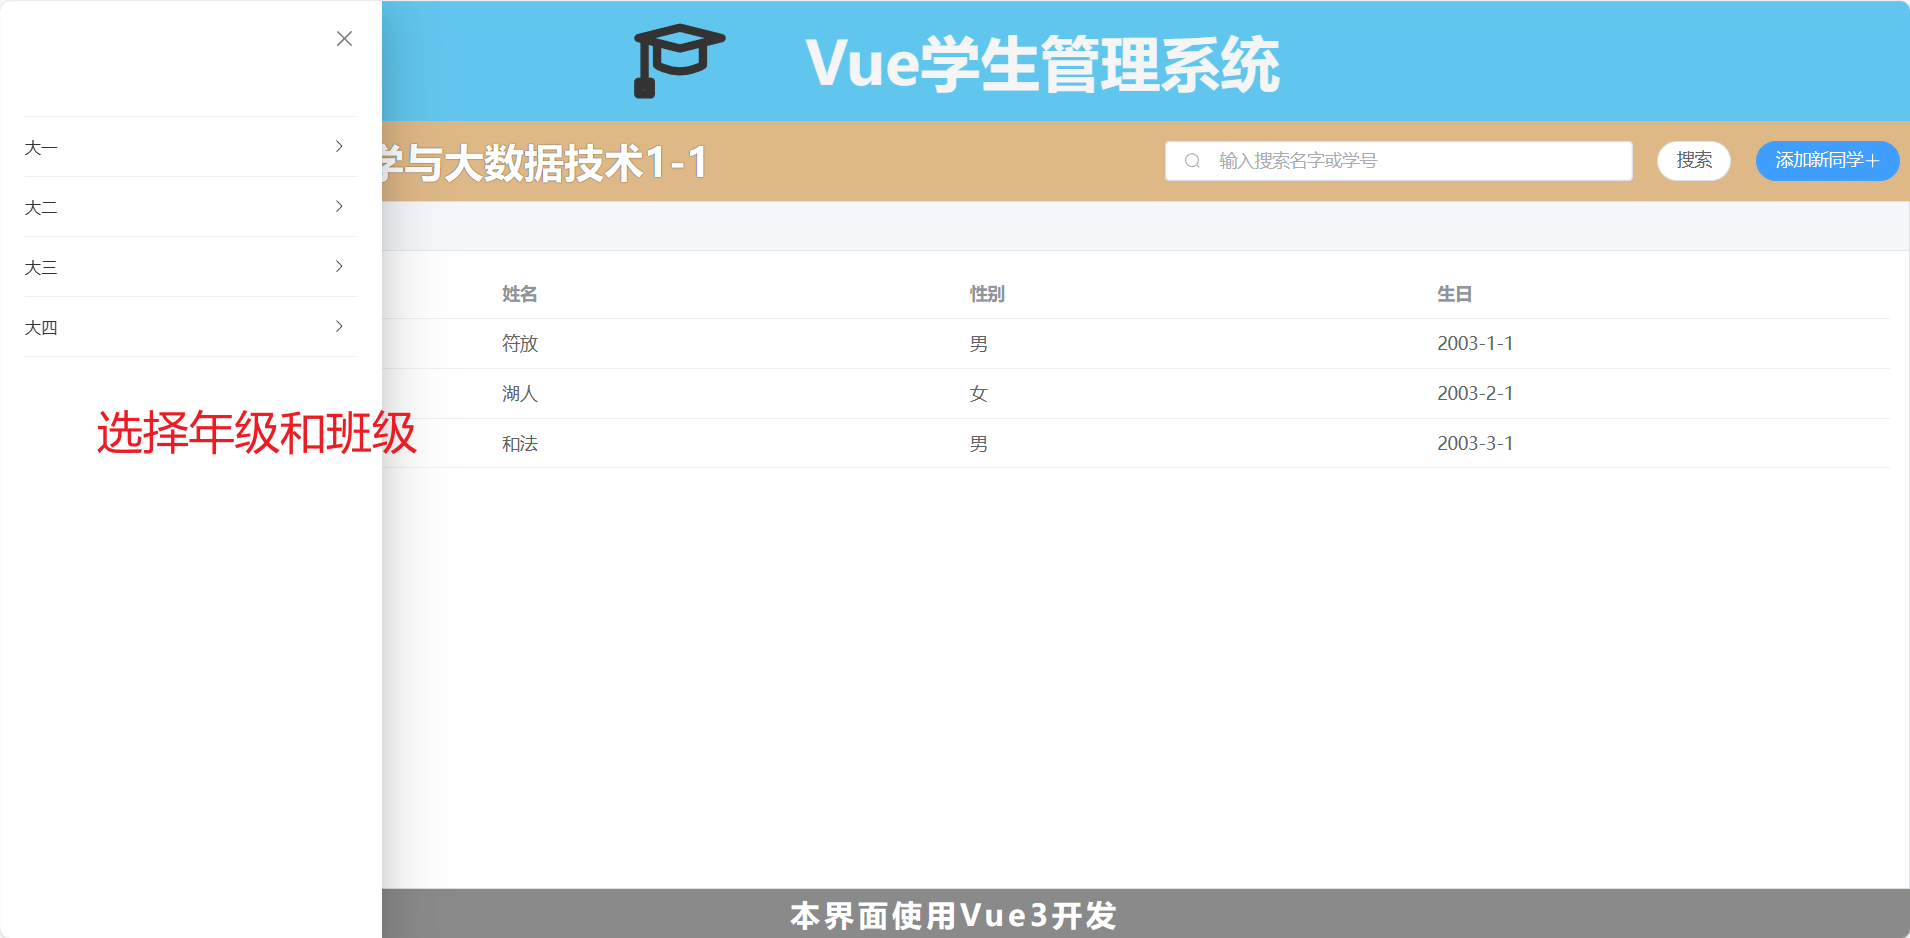 Vue学生管理系统
学与大数据技术1-1
输入搜索名字或学号
搜索
添加新同学+
大一
大二
大三
大四
选择年级和班级
姓名 性别 生日
符放 男 2003-1-1
湖人 女 2003-2-1
和法 男 2003-3-1
本界面使用Vue3开发